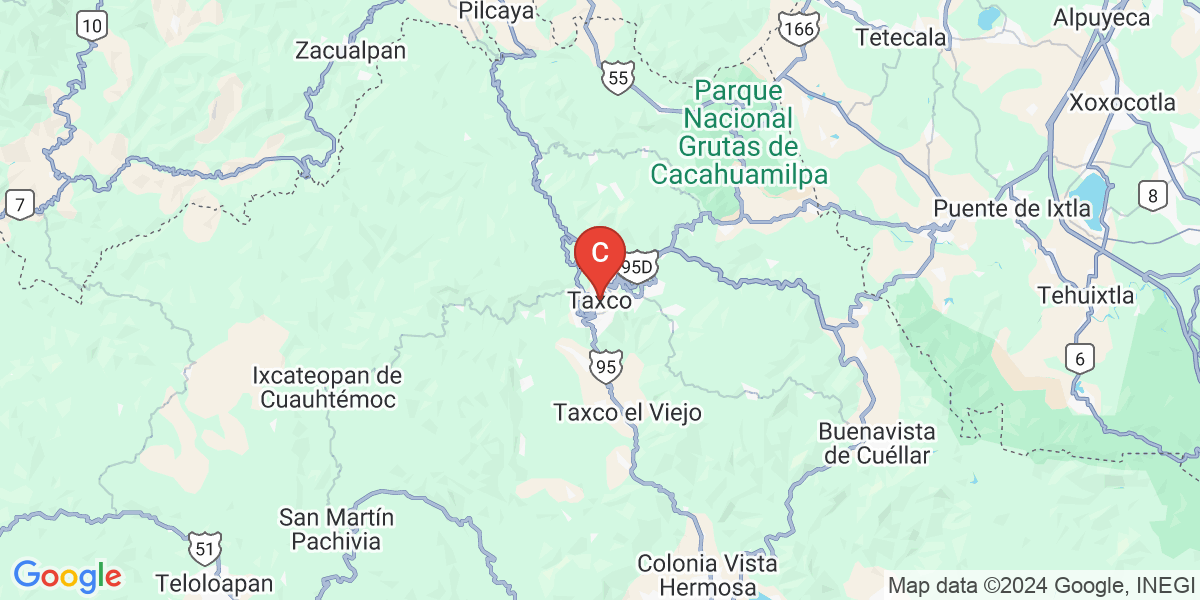 Pilcaya
10
Zacualpan
166
Tetecala
Alpuyeca
55
Parque
Nacional
Grutas de
Cacahuamilpa
Xoxocotla
7
8
Puente de Ixtla
C
95D
Taxco
Tehuixtla
95
6
Ixcateopan de
Cuauhtémoc
Taxco el Viejo
Buenavista
de Cuéllar
San Martín
Pachivia
51
Teloloapan
Colonia Vista
Hermosa
Google
Map data ©2024 Google, INEGI